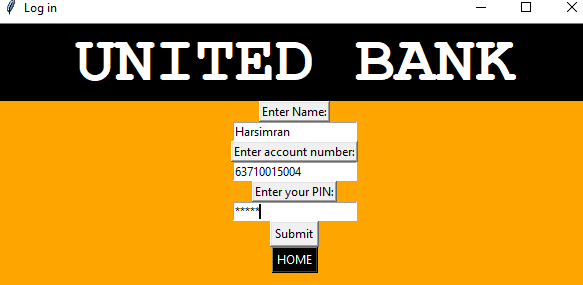 Log in
UNITED BANK
Enter Name:
Harsimran
Enter account number:
63710015004
Enter your PIN:
*****
Submit
HOME